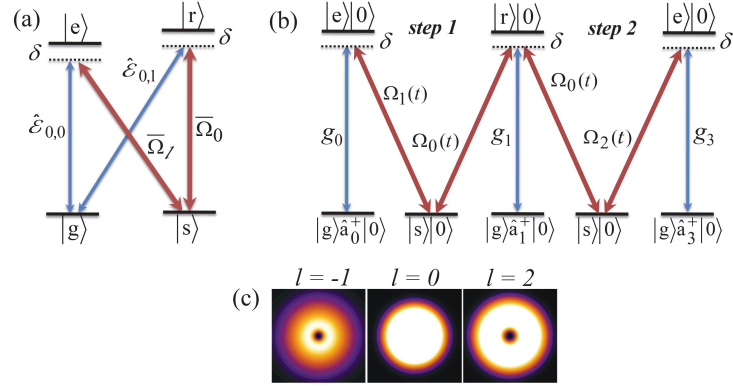 (a)
|e⟩
|r⟩
δ
δ
ℰ̂0,1
ℰ̂0,0
Ω̅l
Ω̅0
|g⟩
|s⟩
(b)
|e⟩|0⟩
step 1
|r⟩|0⟩
step 2
|e⟩|0⟩
δ
δ
Ω1(t)
Ω0(t)
g0
Ω0(t)
g1
Ω2(t)
g3
|g⟩â0+|0⟩
|s⟩|0⟩
|g⟩â1+|0⟩
|s⟩|0⟩
|g⟩â3+|0⟩
(c)
l = -1
l = 0
l = 2